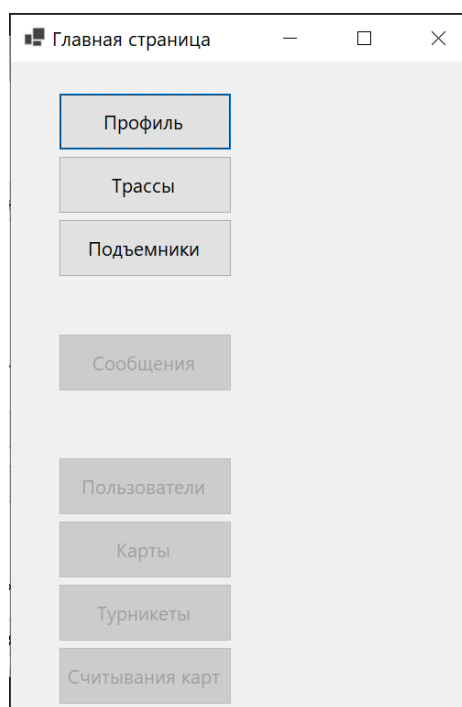 Главная страница
Профиль
Трассы
Подъемники
Сообщения
Пользователи
Карты
Турникеты
Считывания карт